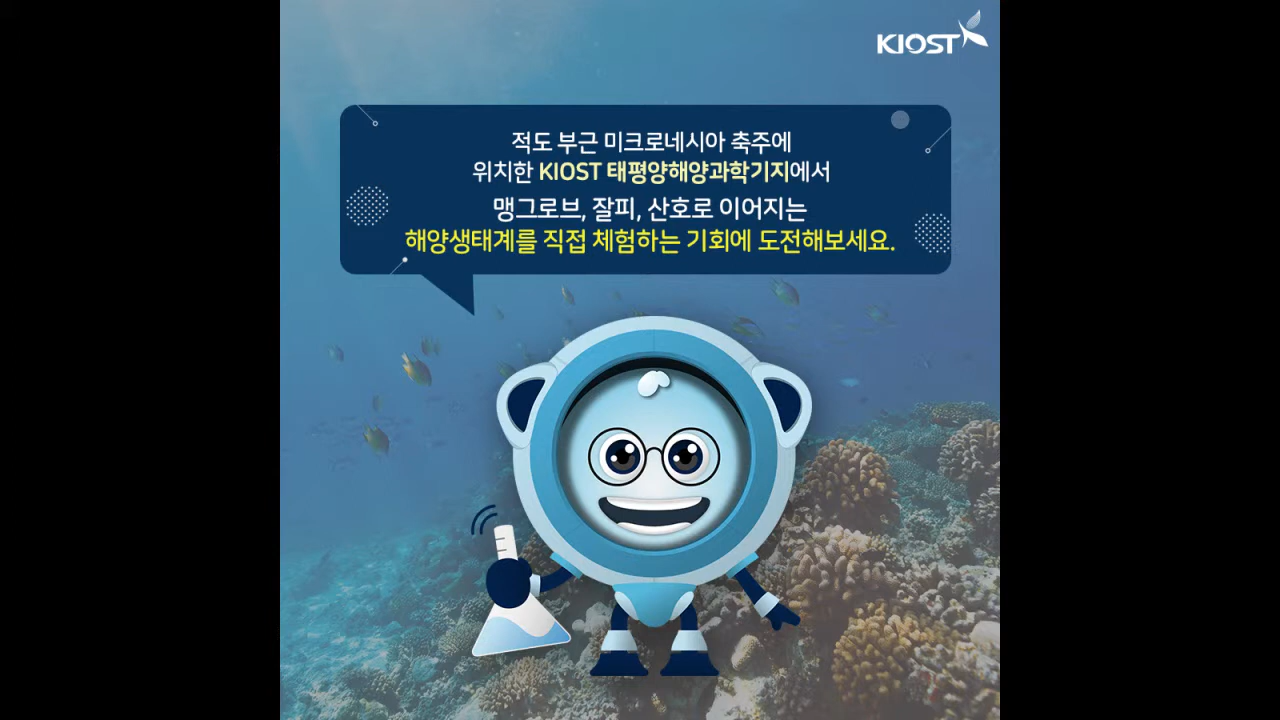 KIOST
적도 부근 미크로네시아 축주에
위치한 KIOST 태평양해양과학기지에서
맹그로브, 잘피, 산호로 이어지는
해양생태계를 직접 체험하는 기회에 도전해보세요.